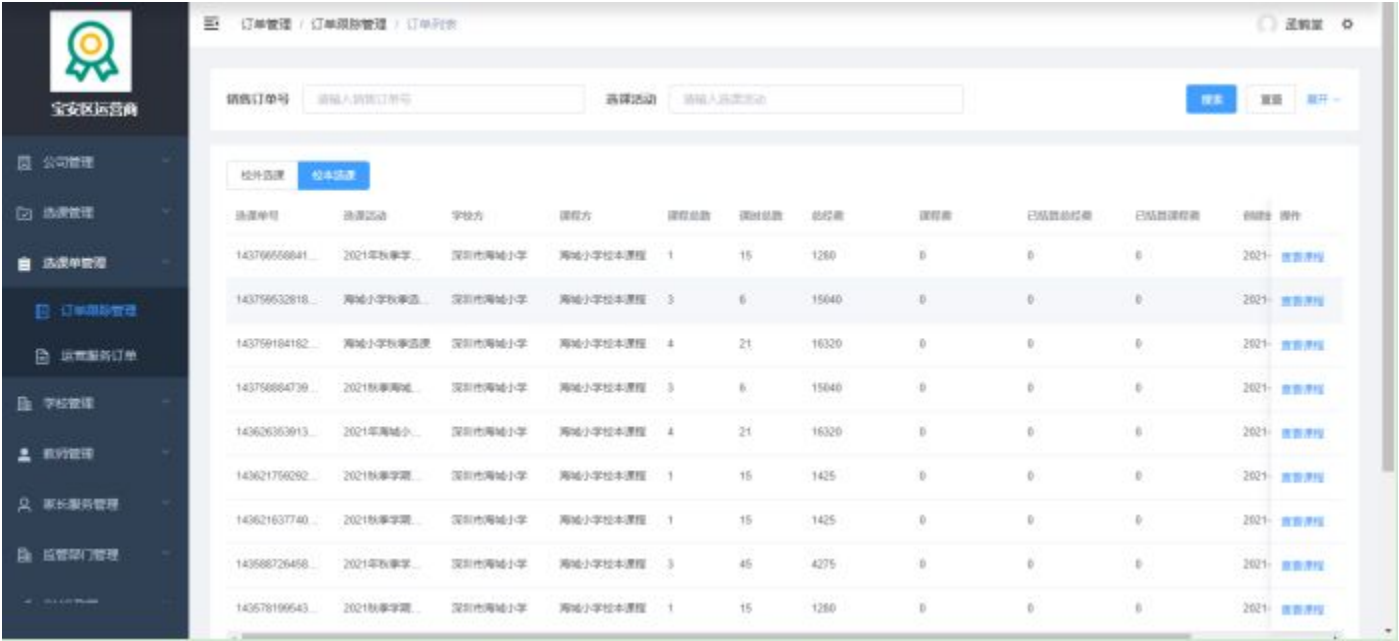 订单管理 / 订单跟踪管理 / 订单列表
宝安区运营商
公司管理
选课管理
选课单管理
订单跟踪管理
运营服务订单
学校管理
教师管理
家长服务管理
监管部门管理
销售订单号 请输入销售订单号 选课活动 请输入选课活动 搜索 重置 展开
校外选课 校本选课
选课单号 选课活动 学校方 课程方 课程总数 课时总数 总经费 课程费 已结算总经费 已结算课程费 操作
143766558841... 2021年秋季学... 深圳市海城小学 海城小学校本课程 1 15 1280 0 0 0 2021- 查看课程
143759532818... 海城小学秋季选... 深圳市海城小学 海城小学校本课程 3 6 15040 0 0 0 2021- 查看课程
143759184182... 海城小学秋季选课 深圳市海城小学 海城小学校本课程 4 21 16320 0 0 0 2021- 查看课程
143758884739... 2021秋季海城... 深圳市海城小学 海城小学校本课程 3 6 15040 0 0 0 2021- 查看课程
143626353913... 2021年海城小... 深圳市海城小学 海城小学校本课程 4 21 16320 0 0 0 2021- 查看课程
143621759292... 2021秋季学期... 深圳市海城小学 海城小学校本课程 1 15 1425 0 0 0 2021- 查看课程
143621637740... 2021秋季学期... 深圳市海城小学 海城小学校本课程 1 15 1425 0 0 0 2021- 查看课程
143588726458... 2021年秋季学... 深圳市海城小学 海城小学校本课程 3 45 4275 0 0 0 2021- 查看课程
143578199543... 2021秋季学期... 深圳市海城小学 海城小学校本课程 1 15 1280 0 0 0 2021- 查看课程